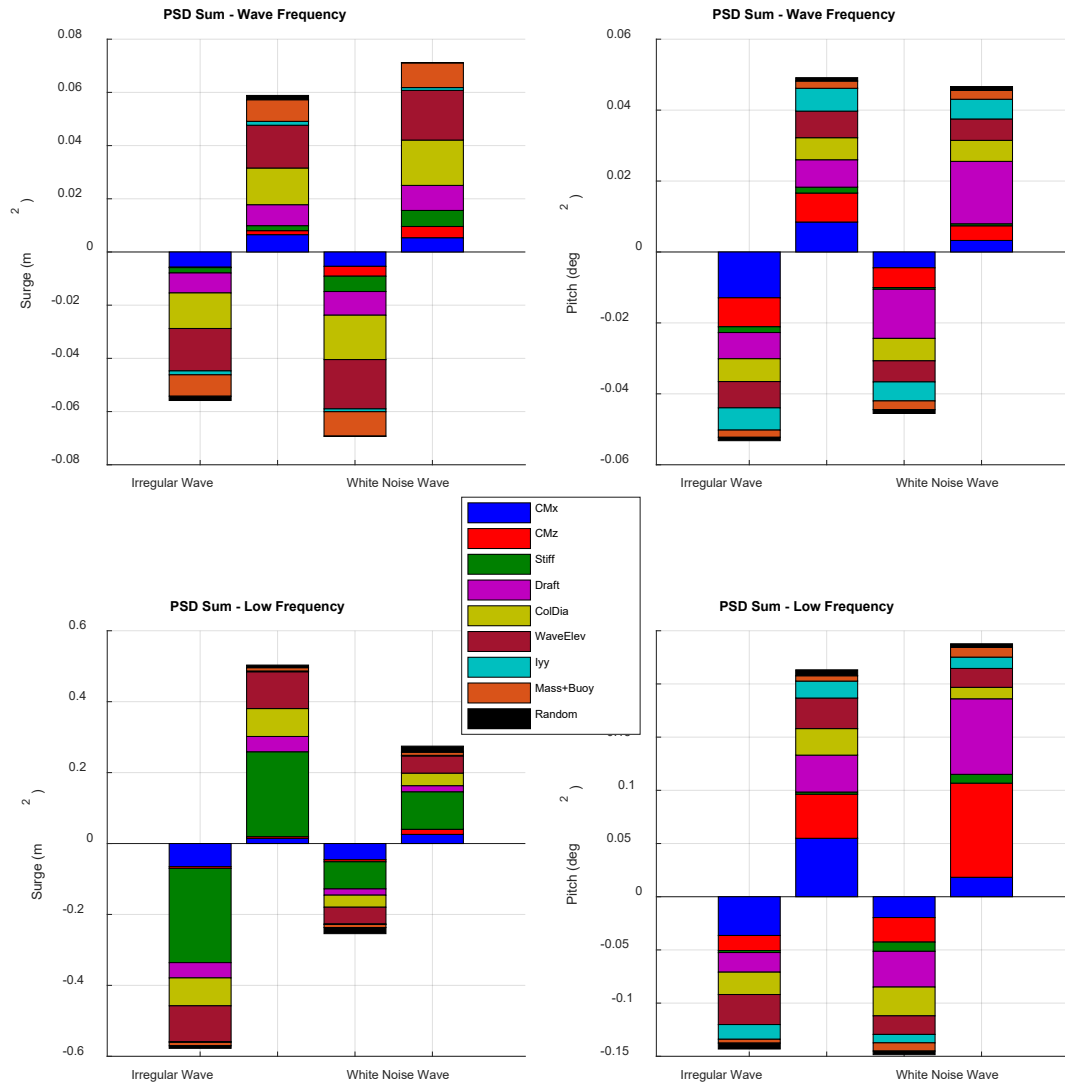 PSD Sum - Wave Frequency
0.08
0.06
0.04
0.02
0
-0.02
-0.04
-0.06
-0.08
Surge (m
2
)
Irregular Wave
White Noise Wave
PSD Sum - Wave Frequency
0.06
0.04
0.02
0
-0.02
-0.04
-0.06
Pitch (deg
2
)
Irregular Wave
White Noise Wave
CMx
CMz
Stiff
Draft
ColDia
WaveElev
Iyy
Mass+Buoy
Random
PSD Sum - Low Frequency
0.6
0.4
0.2
0
-0.2
-0.4
-0.6
Surge (m
2
)
Irregular Wave
White Noise Wave
PSD Sum - Low Frequency
0.1
0.05
0
-0.05
-0.1
-0.15
Pitch (deg
2
)
Irregular Wave
White Noise Wave